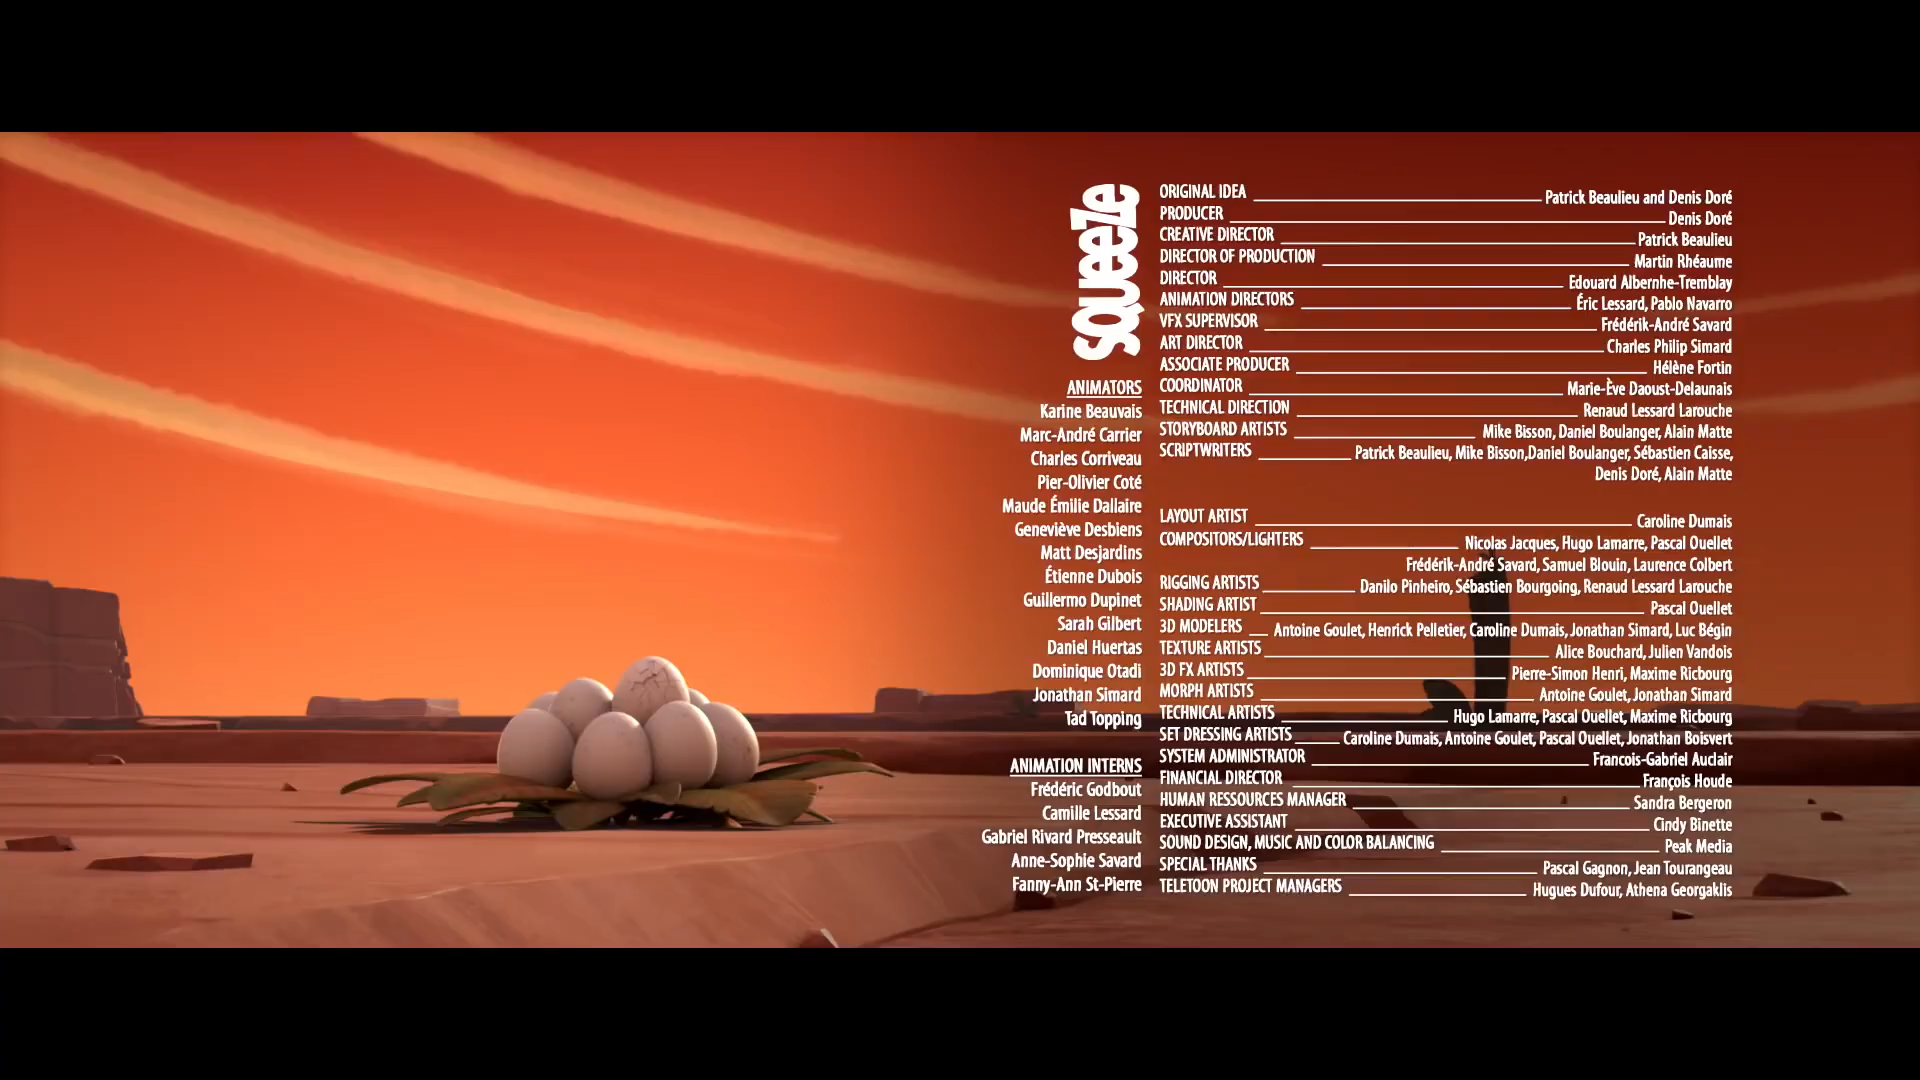 squeeze
ANIMATORS
Karine Beauvais
Marc-André Carrier
Charles Corriveau
Pier-Olivier Coté
Maude Émilie Dallaire
Geneviève Desbiens
Matt Desjardins
Étienne Dubois
Guillermo Dupinet
Sarah Gilbert
Daniel Huertas
Dominique Otadi
Jonathan Simard
Tad Topping
ANIMATION INTERNS
Frédéric Godbout
Camille Lessard
Gabriel Rivard Presseault
Anne-Sophie Savard
Fanny-Ann St-Pierre
ORIGINAL IDEA Patrick Beaulieu and Denis Doré
PRODUCER Denis Doré
CREATIVE DIRECTOR Patrick Beaulieu
DIRECTOR OF PRODUCTION Martin Rhéaume
DIRECTOR Edouard Albernhe-Tremblay
ANIMATION DIRECTORS Éric Lessard, Pablo Navarro
VFX SUPERVISOR Frédérik-André Savard
ART DIRECTOR Charles Philip Simard
ASSOCIATE PRODUCER Hélène Fortin
COORDINATOR Marie-Ève Daoust-Delaunais
TECHNICAL DIRECTION Renaud Lessard Larouche
STORYBOARD ARTISTS Mike Bisson, Daniel Boulanger, Alain Matte
SCRIPTWRITERS Patrick Beaulieu, Mike Bisson,Daniel Boulanger, Sébastien Caisse,
Denis Doré, Alain Matte
LAYOUT ARTIST Caroline Dumais
COMPOSITORS/LIGHTERS Nicolas Jacques, Hugo Lamarre, Pascal Ouellet
Frédérik-André Savard, Samuel Blouin, Laurence Colbert
RIGGING ARTISTS Danilo Pinheiro, Sébastien Bourgoing, Renaud Lessard Larouche
SHADING ARTIST Pascal Ouellet
3D MODELERS Antoine Goulet, Henrick Pelletier, Caroline Dumais, Jonathan Simard, Luc Bégin
TEXTURE ARTISTS Alice Bouchard, Julien Vandois
3D FX ARTISTS Pierre-Simon Henri, Maxime Ricbourg
MORPH ARTISTS Antoine Goulet, Jonathan Simard
TECHNICAL ARTISTS Hugo Lamarre, Pascal Ouellet, Maxime Ricbourg
SET DRESSING ARTISTS Caroline Dumais, Antoine Goulet, Pascal Ouellet, Jonathan Boisvert
SYSTEM ADMINISTRATOR Francois-Gabriel Auclair
FINANCIAL DIRECTOR François Houde
HUMAN RESSOURCES MANAGER Sandra Bergeron
EXECUTIVE ASSISTANT Cindy Binette
SOUND DESIGN, MUSIC AND COLOR BALANCING Peak Media
SPECIAL THANKS Pascal Gagnon, Jean Tourangeau
TELETOON PROJECT MANAGERS Hugues Dufour, Athena Georgaklis